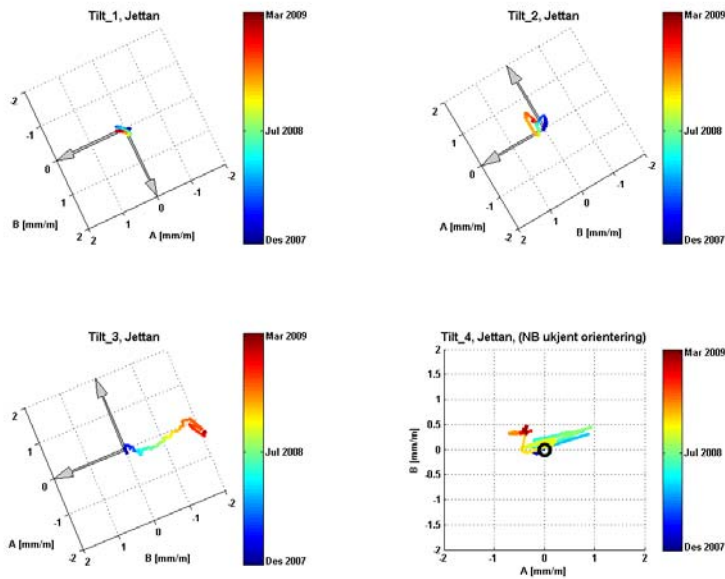 Tilt_1, Jettan
Mar 2009
Jul 2008
Des 2007
-2
-1
0
1
2
B [mm/m]
2
1
0
-1
-2
A [mm/m]
Tilt_2, Jettan
Mar 2009
Jul 2008
Des 2007
2
1
0
-1
-2
A [mm/m]
2
1
0
-1
-2
B [mm/m]
Tilt_3, Jettan
Mar 2009
Jul 2008
Des 2007
2
1
0
-1
-2
A [mm/m]
2
1
0
-1
-2
B [mm/m]
Tilt_4, Jettan, (NB ukjent orientering)
Mar 2009
Jul 2008
Des 2007
2
1.5
1
0.5
0
0.5
-1
-1.5
-2
B [mm/m]
-2
-1
0
1
2
A [mm/m]